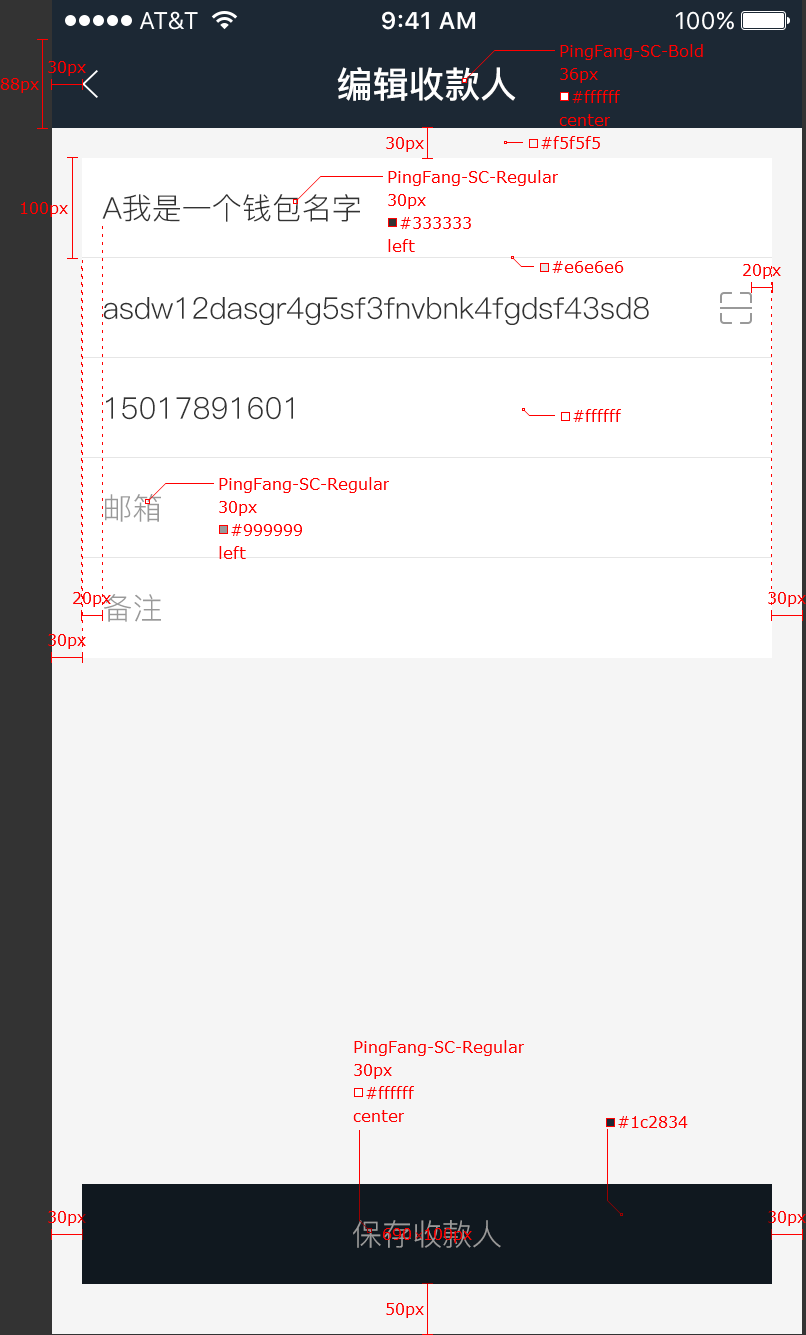 AT&T 9:41 AM 100%
PingFang-SC-Bold
30px
36px
88px
编辑收款人
#ffffff
center
30px
#f5f5f5
PingFang-SC-Regular
100px
A我是一个钱包名字
30px
#333333
left
#e6e6e6
20px
asdw12dasgr4g5sf3fnvbnk4fgdsf43sd8
15017891601
#ffffff
PingFang-SC-Regular
邮箱
30px
#999999
left
20px
备注
30px
30px
PingFang-SC-Regular
30px
#ffffff
center
#1c2834
30px
保存收款人
690×100px
30px
50px